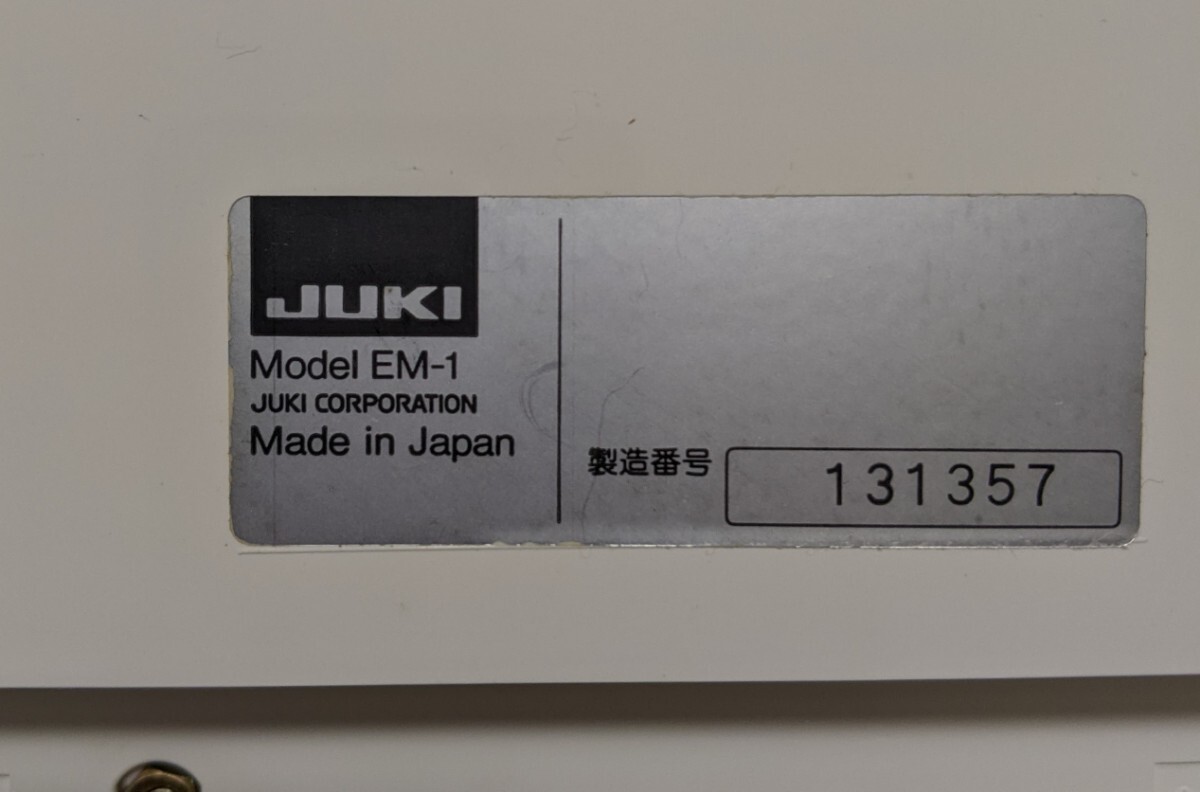 JUKI
Model EM-1
JUKI CORPORATION
Made in Japan
製造番号 131357